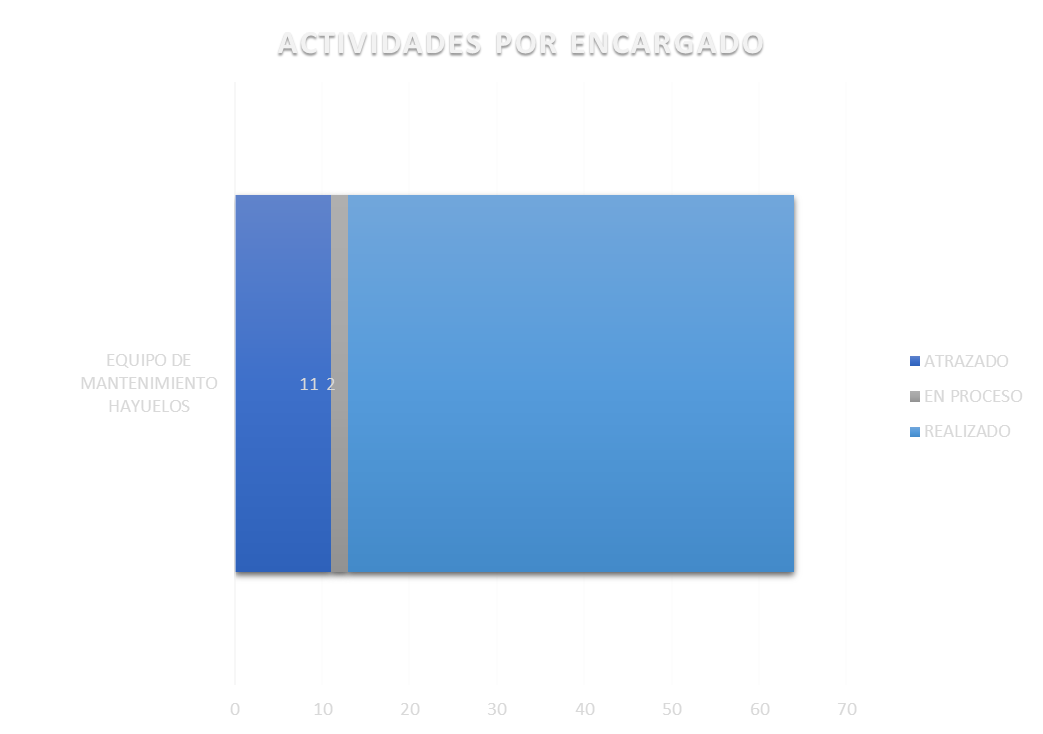 ACTIVIDADES POR ENCARGADO
EQUIPO DE
MANTENIMIENTO
HAYUELOS
11 2
ATRAZADO
EN PROCESO
REALIZADO
0 10 20 30 40 50 60 70